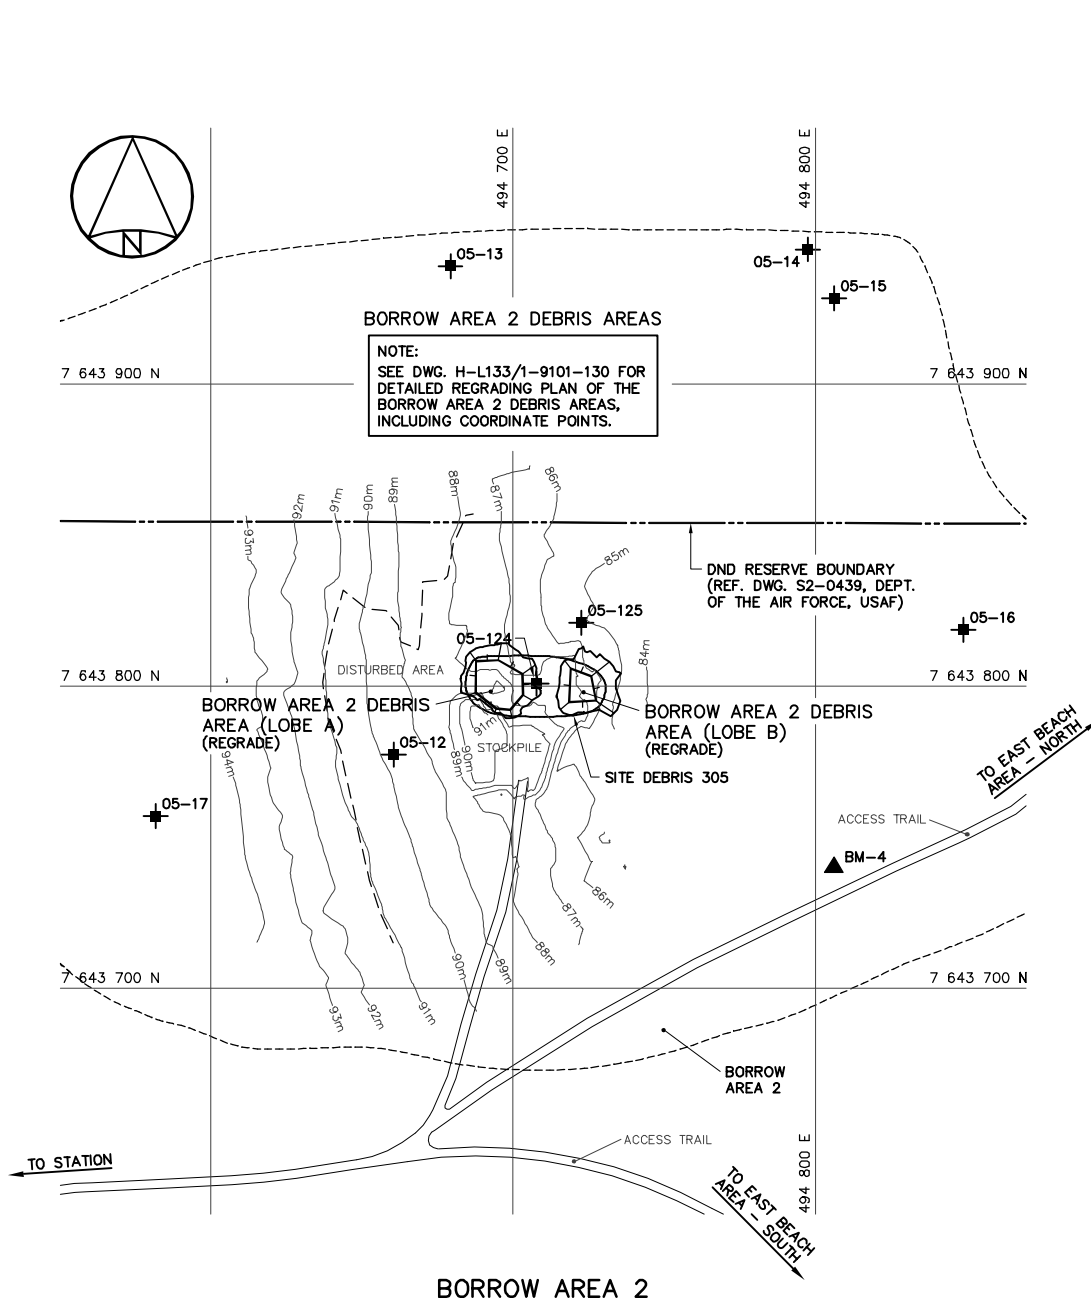 494 700 E
494 800 E
N
05-13
05-14
05-15
BORROW AREA 2 DEBRIS AREAS
NOTE:
SEE DWG. H-L133/1-9101-130 FOR
DETAILED REGRADING PLAN OF THE
BORROW AREA 2 DEBRIS AREAS,
INCLUDING COORDINATE POINTS.
7 643 900 N
7 643 900 N
93m
92m
91m
90m
89m
88m
87m
86m
85m
84m
DND RESERVE BOUNDARY
(REF. DWG. S2-0439, DEPT.
OF THE AIR FORCE, USAF)
05-125
05-16
05-124
DISTURBED AREA
7 643 800 N
7 643 800 N
BORROW AREA 2 DEBRIS
AREA (LOBE A)
(REGRADE)
BORROW AREA 2 DEBRIS
AREA (LOBE B)
(REGRADE)
91m
90m
89m
STOCKPILE
94m
05-12
SITE DEBRIS 305
05-17
TO EAST BEACH
AREA - NORTH
ACCESS TRAIL
BM-4
86m
87m
88m
89m
90m
91m
92m
93m
7 643 700 N
7 643 700 N
BORROW
AREA 2
ACCESS TRAIL
494 800 E
TO STATION
TO EAST BEACH
AREA - SOUTH
BORROW AREA 2